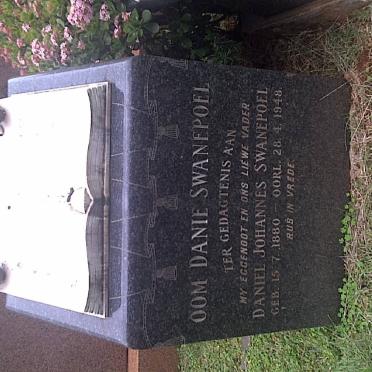 OOM DANIE SWANEPOEL
TER GEDAGTENIS AAN
MY EGGENOOT EN ONS LIEWE VADER
DANIEL JOHANNES SWANEPOEL
GEB. 15.7.1880 OORL. 28.4.1948.
RUS IN VREDE.